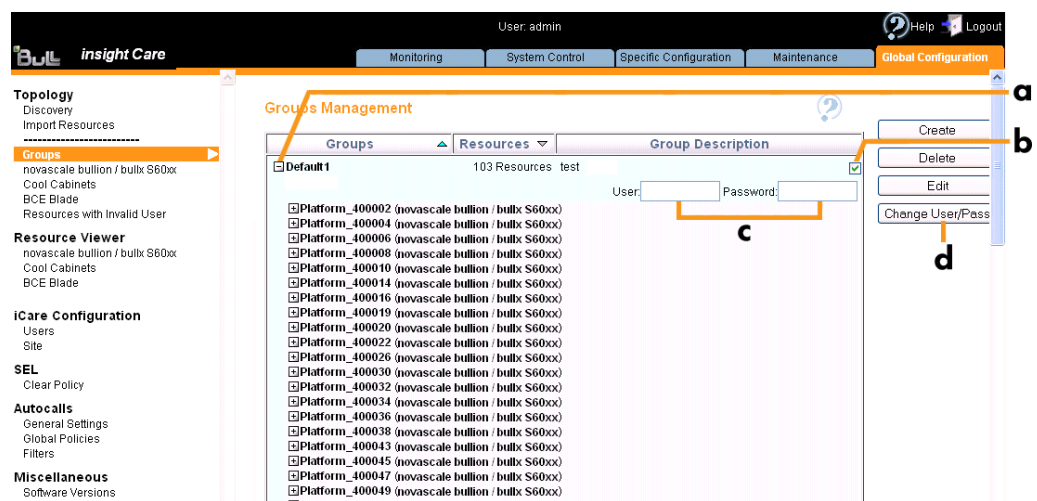 User: admin
Help Logout
Bull insight Care
Monitoring System Control Specific Configuration Maintenance Global Configuration
Topology
Discovery
Import Resources
------------------------
Groups
novascale bullion / bullx S60xx
Cool Cabinets
BCE Blade
Resources with Invalid User
Resource Viewer
novascale bullion / bullx S60xx
Cool Cabinets
BCE Blade
iCare Configuration
Users
Site
SEL
Clear Policy
Autocalls
General Settings
Global Policies
Filters
Miscellaneous
Software Versions
Groups Management
Groups Resources Group Description
Default1 103 Resources test
User: Password:
Platform_400002 (novascale bullion / bullx S60xx)
Platform_400004 (novascale bullion / bullx S60xx)
Platform_400006 (novascale bullion / bullx S60xx)
Platform_400008 (novascale bullion / bullx S60xx)
Platform_400010 (novascale bullion / bullx S60xx)
Platform_400014 (novascale bullion / bullx S60xx)
Platform_400016 (novascale bullion / bullx S60xx)
Platform_400019 (novascale bullion / bullx S60xx)
Platform_400020 (novascale bullion / bullx S60xx)
Platform_400022 (novascale bullion / bullx S60xx)
Platform_400026 (novascale bullion / bullx S60xx)
Platform_400030 (novascale bullion / bullx S60xx)
Platform_400032 (novascale bullion / bullx S60xx)
Platform_400034 (novascale bullion / bullx S60xx)
Platform_400036 (novascale bullion / bullx S60xx)
Platform_400038 (novascale bullion / bullx S60xx)
Platform_400043 (novascale bullion / bullx S60xx)
Platform_400045 (novascale bullion / bullx S60xx)
Platform_400047 (novascale bullion / bullx S60xx)
Platform_400049 (novascale bullion / bullx S60xx)
Create
Delete
Edit
Change User/Pass
a
b
c
d